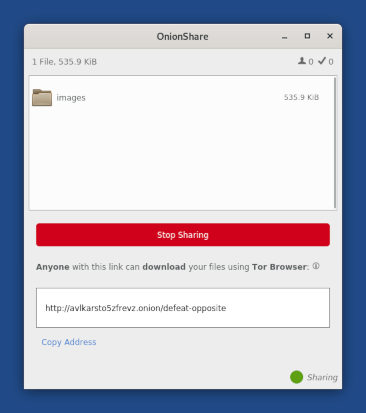 OnionShare
1 File, 535.9 KiB 0 0
images 535.9 KiB
Stop Sharing
Anyone with this link can download your files using Tor Browser:
http://avlkarsto5zfrevz.onion/defeat-opposite
Copy Address
Sharing